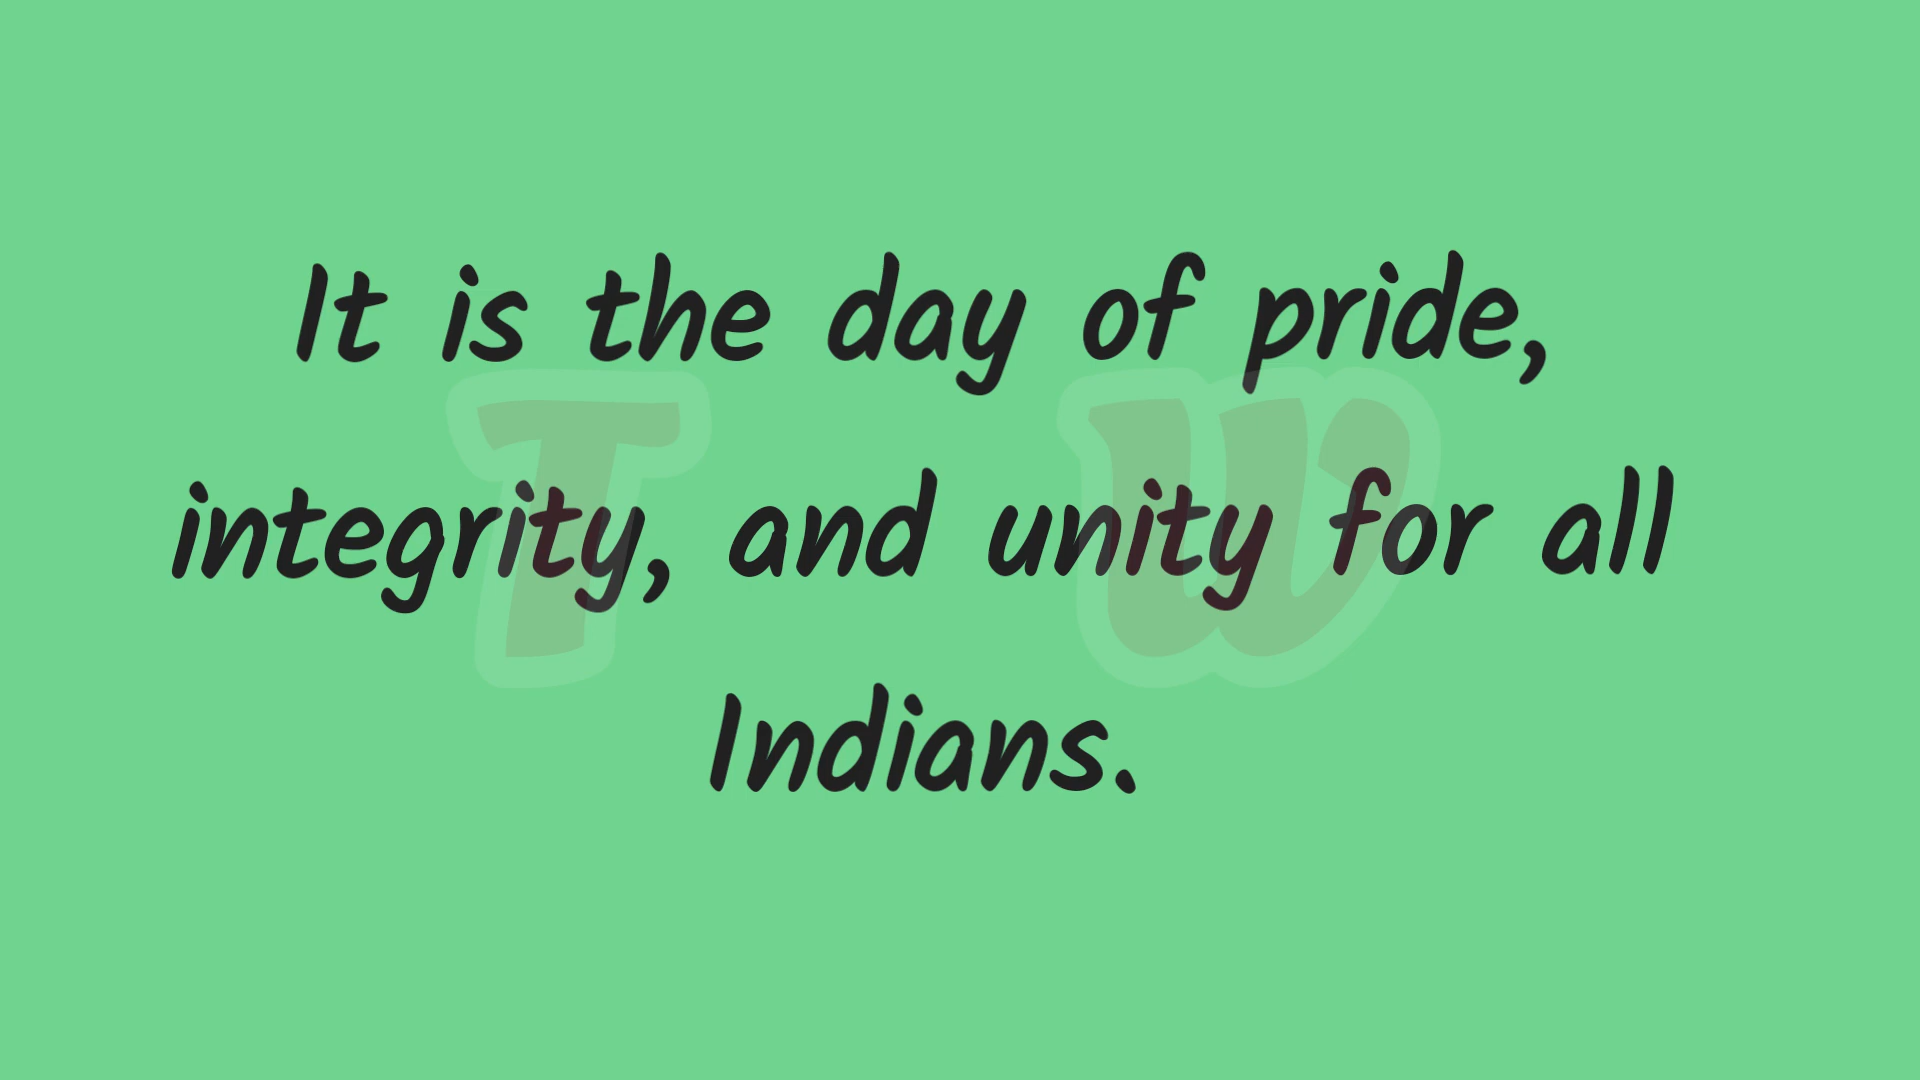 It is the day of pride,
integrity, and unity for all
Indians.
T W